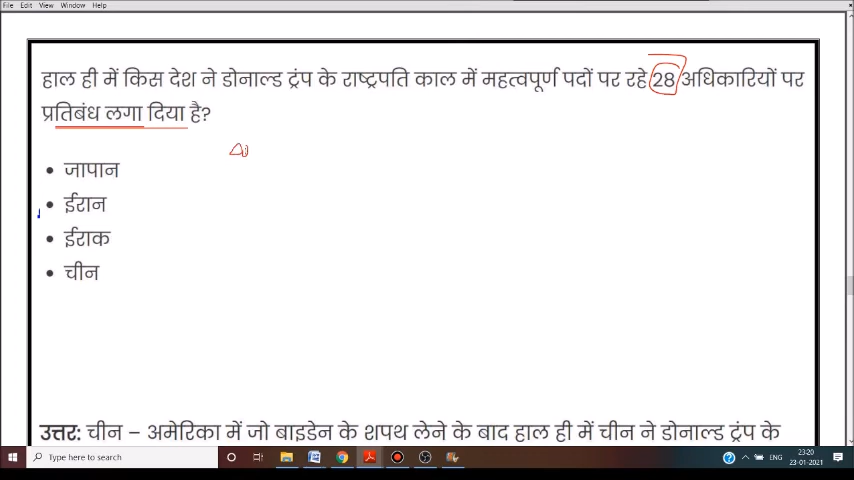 File Edit View Window Help
हाल ही में किस देश ने डोनाल्ड ट्रंप के राष्ट्रपति काल में महत्वपूर्ण पदों पर रहे 28 अधिकारियों पर
प्रतिबंध लगा दिया है?
• जापान
• ईरान
• ईराक
• चीन
उत्तर: चीन – अमेरिका में जो बाइडेन के शपथ लेने के बाद हाल ही में चीन ने डोनाल्ड ट्रंप के
Type here to search
ENG
23:20
23-01-2021